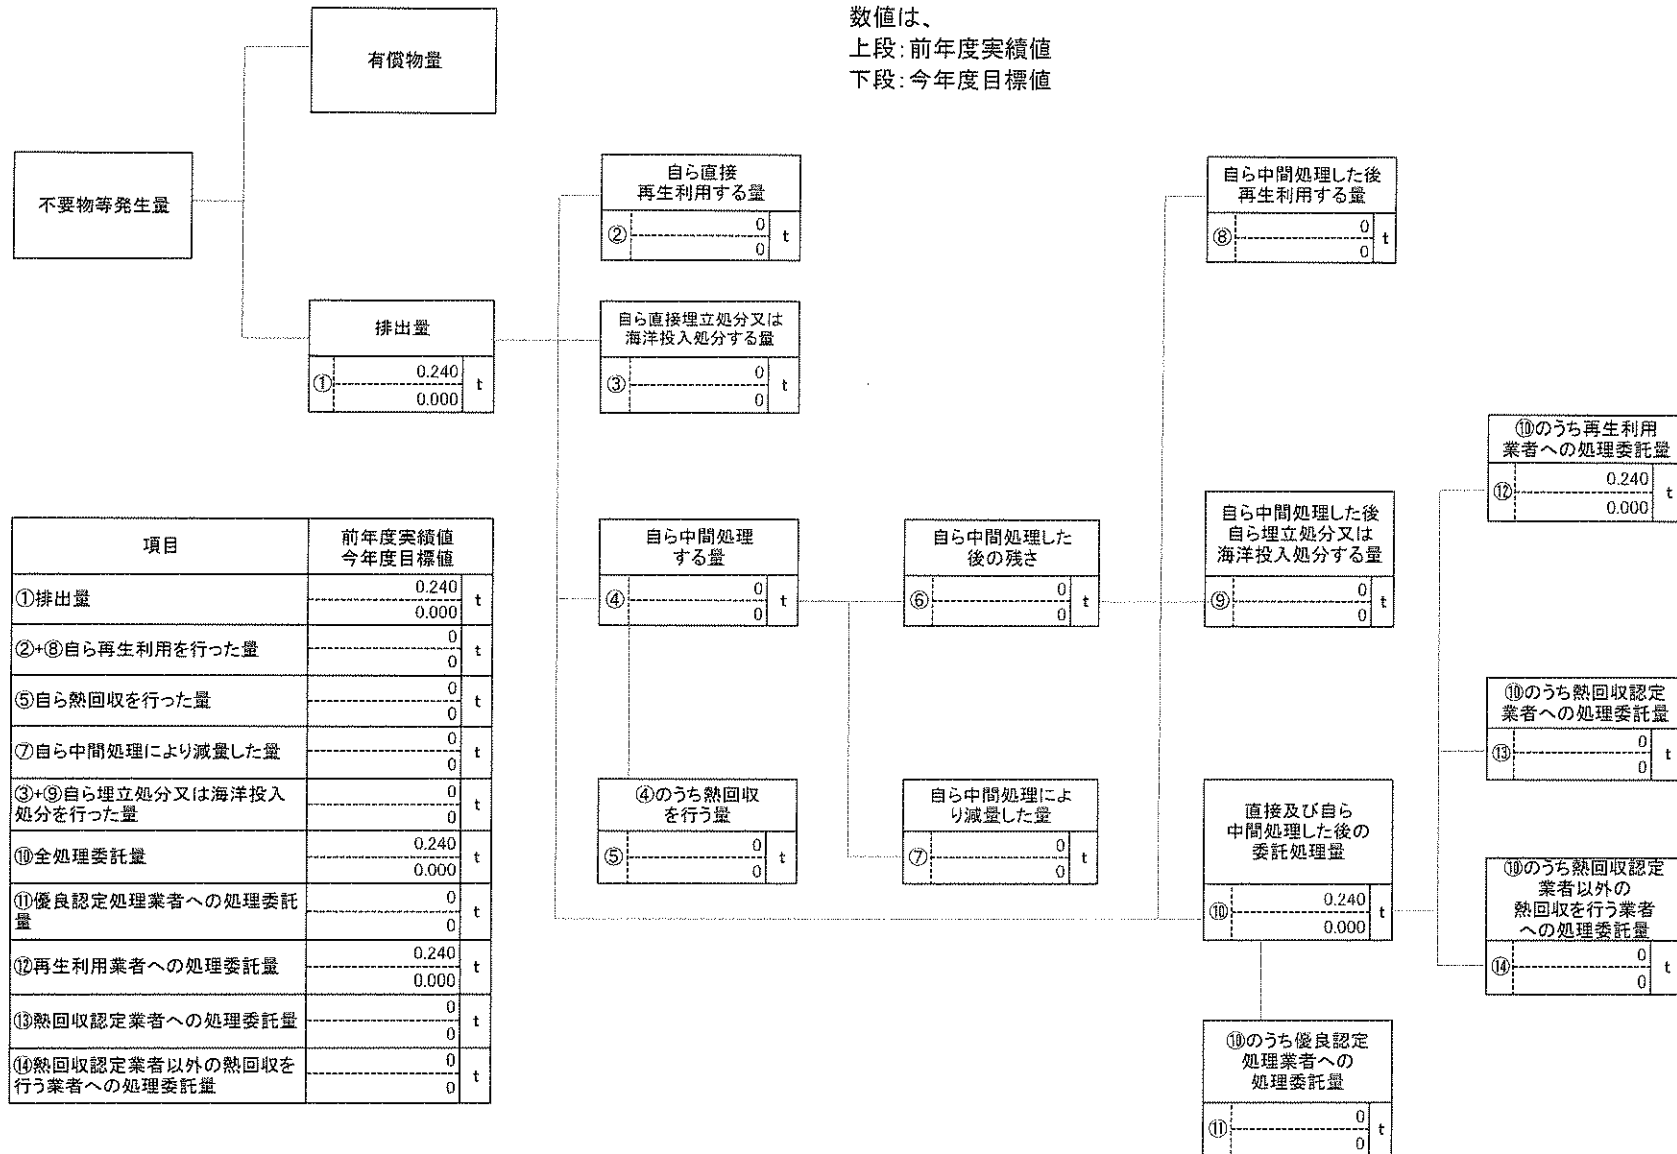 数値は、
上段:前年度実績値
下段:今年度目標値
有償物量
不要物等発生量
排出量
① 0.240 t
0.000
自ら直接
再生利用する量
② 0 t
0
自ら直接埋立処分又は
海洋投入処分する量
③ 0 t
0
自ら中間処理
する量
④ 0 t
0
④のうち熱回収
を行う量
⑤ 0 t
0
自ら中間処理した
後の残さ
⑥ 0 t
0
自ら中間処理によ
り減量した量
⑦ 0 t
0
自ら中間処理した後
再生利用する量
⑧ 0 t
0
自ら中間処理した後
自ら埋立処分又は
海洋投入処分する量
⑨ 0 t
0
直接及び自ら
中間処理した後の
委託処理量
⑩ 0.240 t
0.000
⑩のうち優良認定
処理業者への
処理委託量
⑪ 0 t
0
⑩のうち再生利用
業者への処理委託量
⑫ 0.240 t
0.000
⑩のうち熱回収認定
業者への処理委託量
⑬ 0 t
0
⑩のうち熱回収認定
業者以外の
熱回収を行う業者
への処理委託量
⑭ 0 t
0
項目 前年度実績値
今年度目標値
①排出量 0.240 t
0.000
②+⑧自ら再生利用を行った量 0 t
0
⑤自ら熱回収を行った量 0 t
0
⑦自ら中間処理により減量した量 0 t
0
③+⑨自ら埋立処分又は海洋投入
処分を行った量 0 t
0
⑩全処理委託量 0.240 t
0.000
⑪優良認定処理業者への処理委託
量 0 t
0
⑫再生利用業者への処理委託量 0.240 t
0.000
⑬熱回収認定業者への処理委託量 0 t
0
⑭熱回収認定業者以外の熱回収を
行う業者への処理委託量 0 t
0